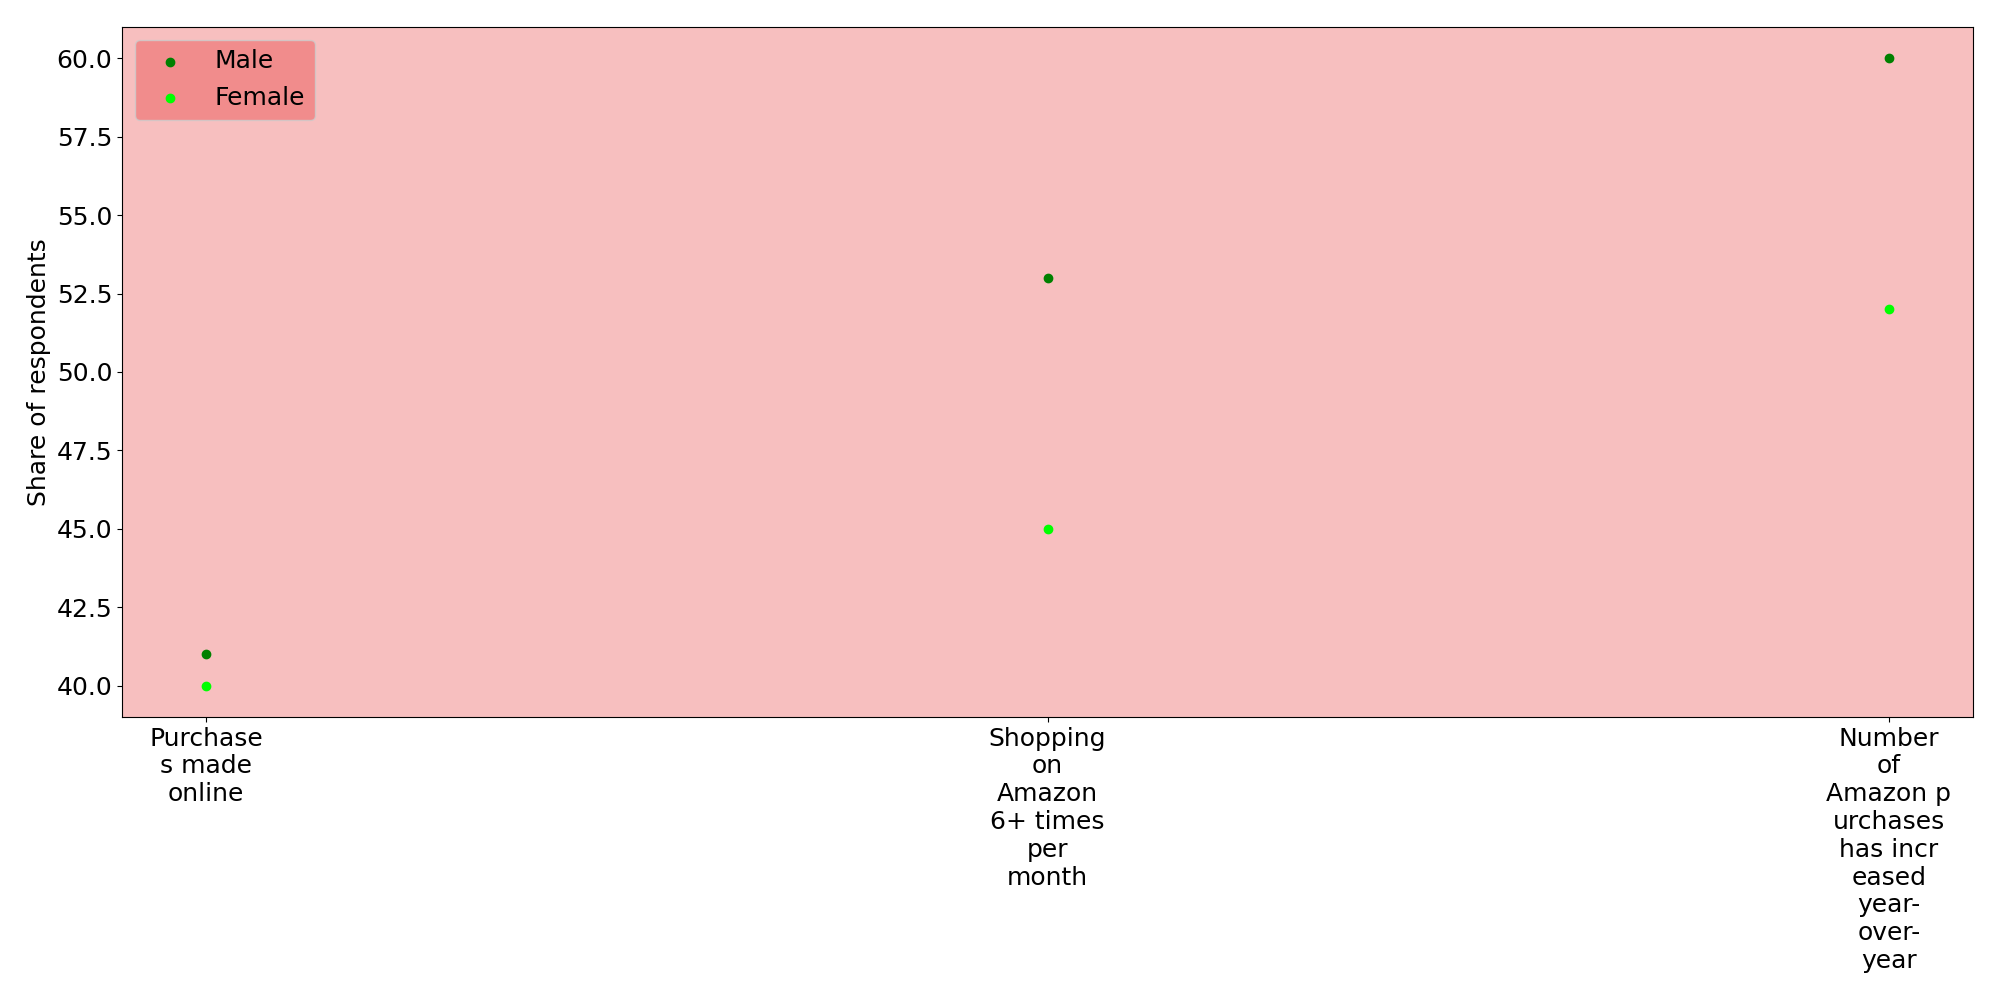 Male
Female
60.0
57.5
55.0
52.5
50.0
47.5
45.0
42.5
40.0
Share of respondents
Purchase
s made
online
Shopping
on
Amazon
6+ times
per
month
Number
of
Amazon p
urchases
has incr
eased
year-
over-
year